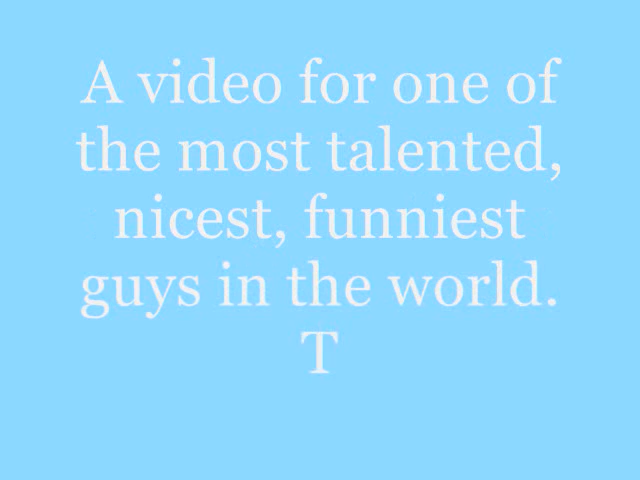 A video for one of
the most talented,
nicest, funniest
guys in the world.
T